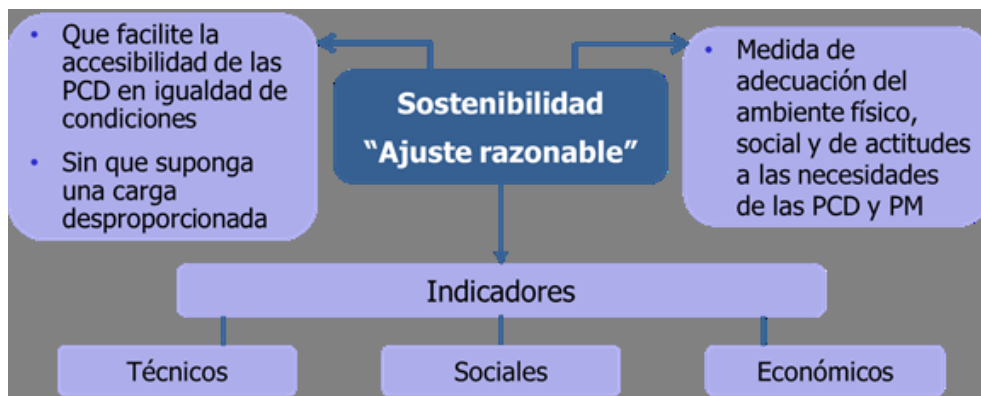 • Que facilite la
accesibilidad de las
PCD en igualdad de
condiciones
• Sin que suponga
una carga
desproporcionada
Sostenibilidad
“Ajuste razonable”
• Medida de
adecuación del
ambiente físico,
social y de actitudes
a las necesidades
de las PCD y PM
Indicadores
Técnicos
Sociales
Económicos